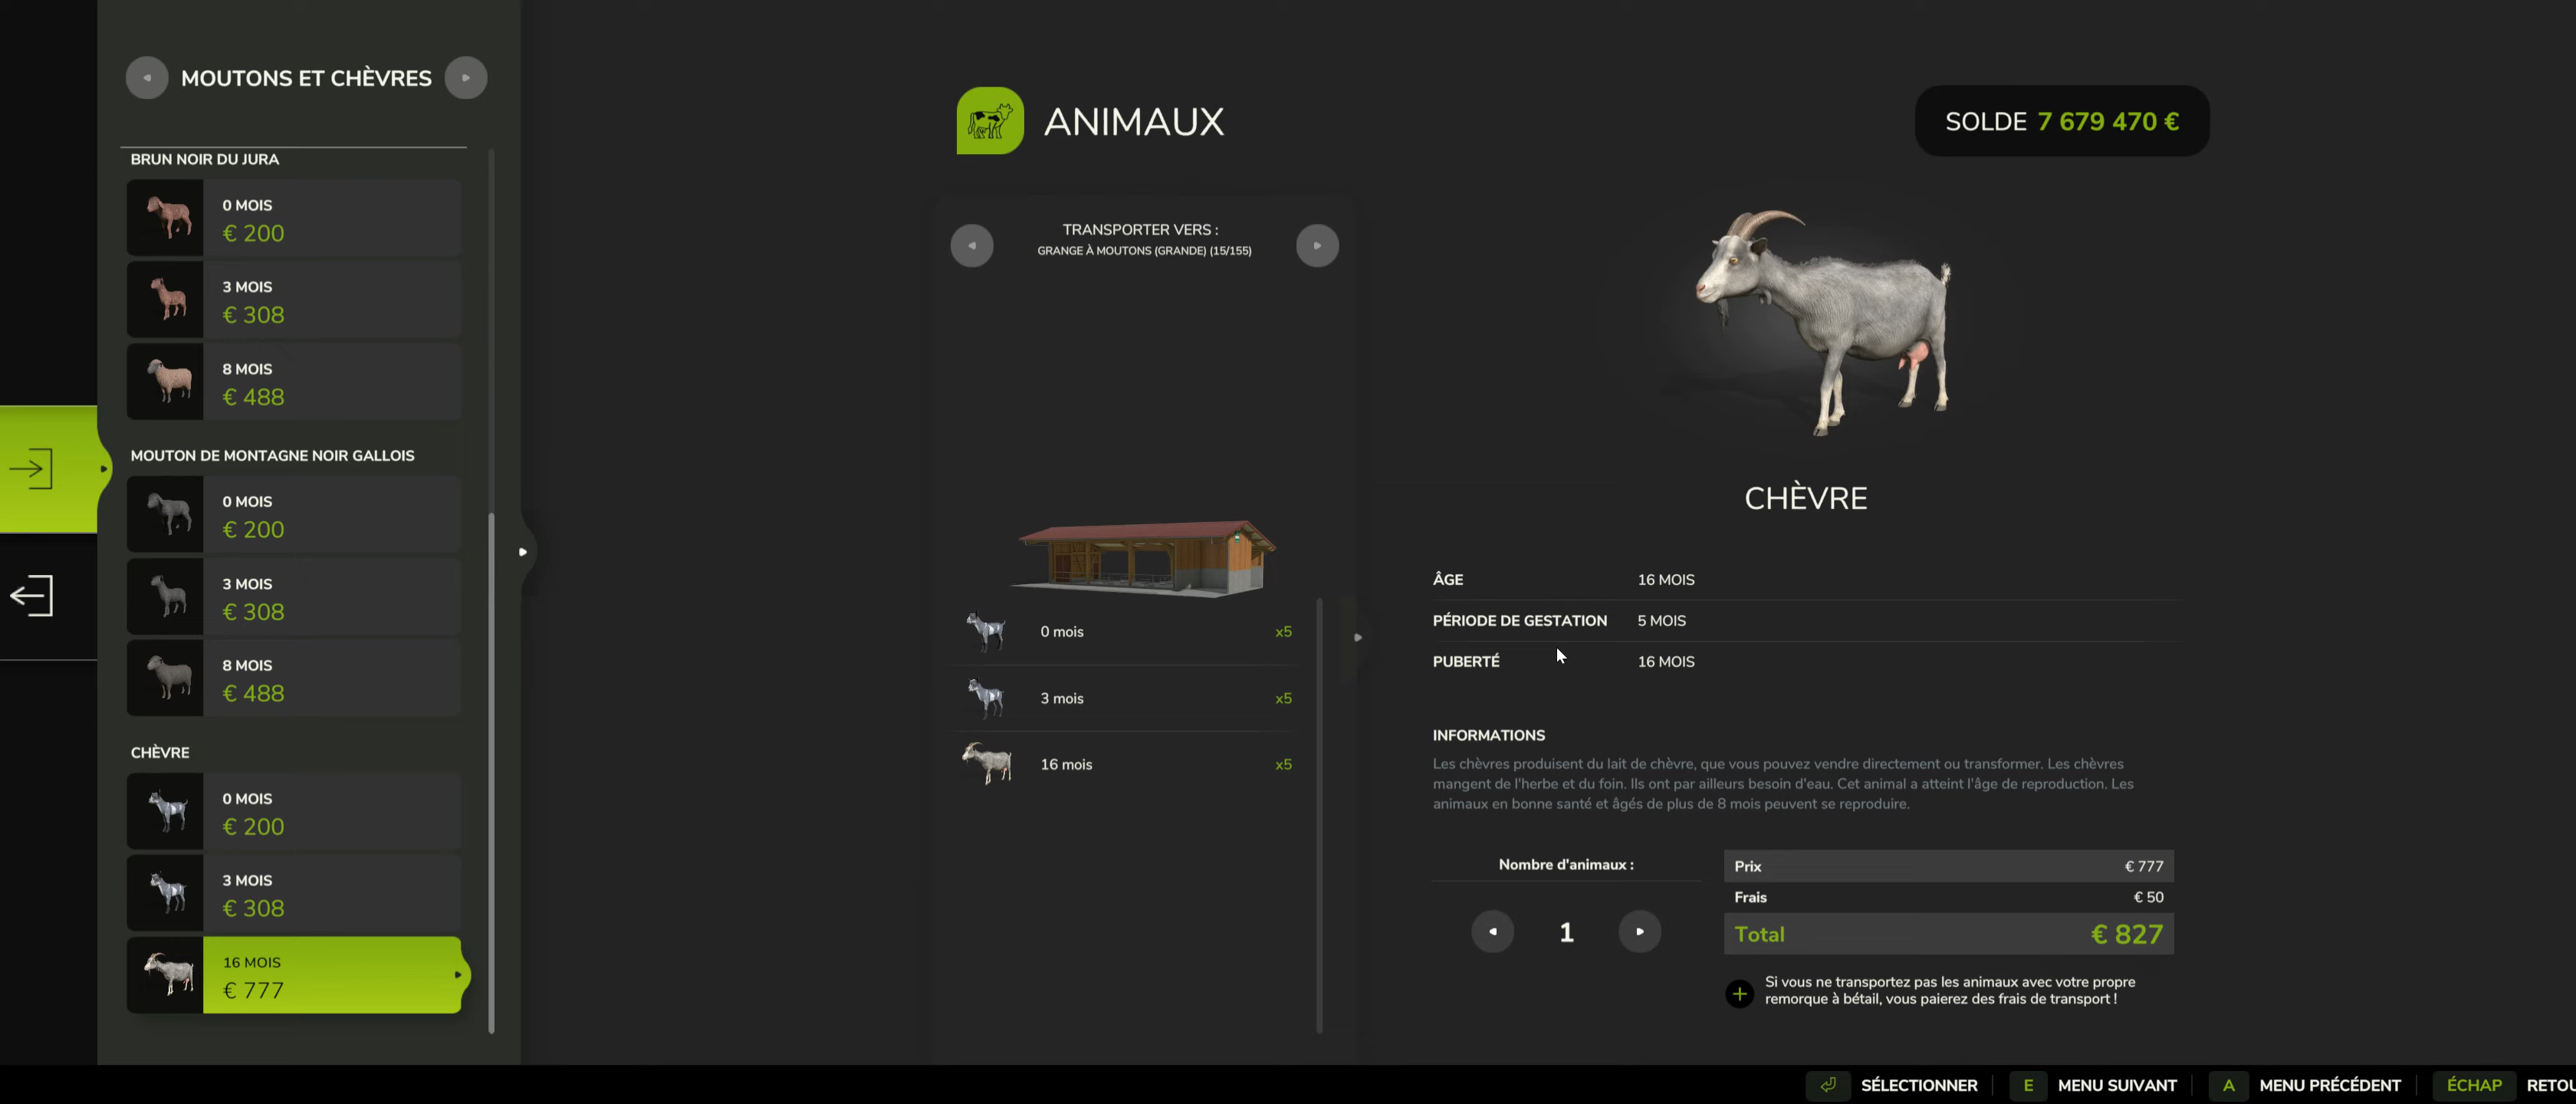 MOUTONS ET CHÈVRES
BRUN NOIR DU JURA
0 MOIS
€ 200
3 MOIS
€ 308
8 MOIS
€ 488
MOUTON DE MONTAGNE NOIR GALLOIS
0 MOIS
€ 200
3 MOIS
€ 308
8 MOIS
€ 488
CHÈVRE
0 MOIS
€ 200
3 MOIS
€ 308
16 MOIS
€ 777
ANIMAUX
TRANSPORTER VERS :
GRANGE À MOUTONS (GRANDE) (15/155)
0 mois x5
3 mois x5
16 mois x5
SOLDE 7 679 470 €
CHÈVRE
ÂGE 16 MOIS
PÉRIODE DE GESTATION 5 MOIS
PUBERTÉ 16 MOIS
INFORMATIONS
Les chèvres produisent du lait de chèvre, que vous pouvez vendre directement ou transformer. Les chèvres
mangent de l'herbe et du foin. Ils ont par ailleurs besoin d'eau. Cet animal a atteint l'âge de reproduction. Les
animaux en bonne santé et âgés de plus de 8 mois peuvent se reproduire.
Nombre d'animaux :
1
Prix € 777
Frais € 50
Total € 827
Si vous ne transportez pas les animaux avec votre propre
remorque à bétail, vous paierez des frais de transport !
SÉLECTIONNER E MENU SUIVANT A MENU PRÉCÉDENT ÉCHAP RETOU